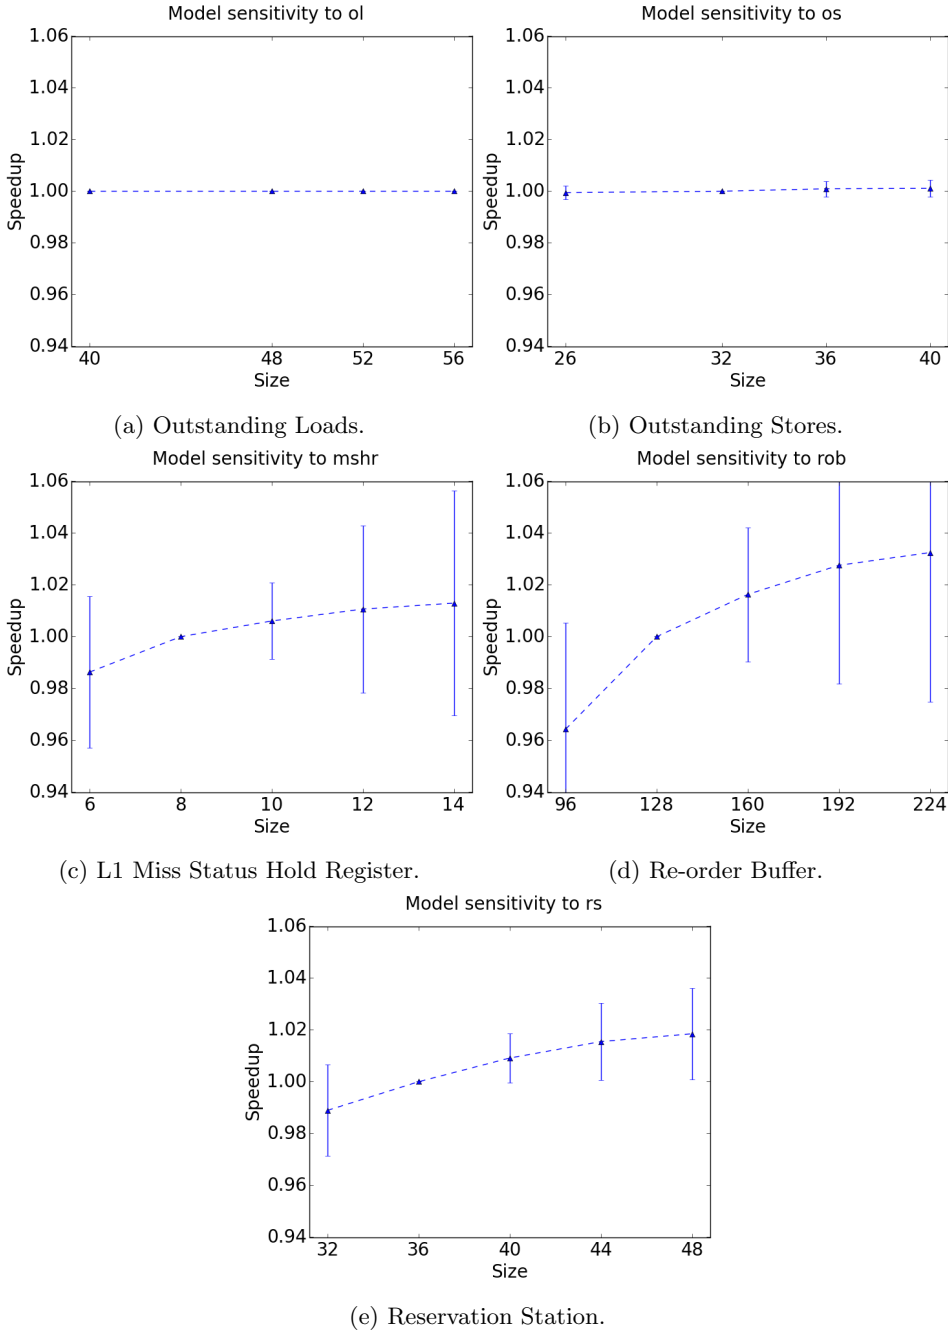 Model sensitivity to ol
1.06
1.04
1.02
1.00
0.98
0.96
0.94
Speedup
40 48 52 56
Size
(a) Outstanding Loads.
Model sensitivity to os
1.06
1.04
1.02
1.00
0.98
0.96
0.94
Speedup
26 32 36 40
Size
(b) Outstanding Stores.
Model sensitivity to mshr
1.06
1.04
1.02
1.00
0.98
0.96
0.94
Speedup
6 8 10 12 14
Size
(c) L1 Miss Status Hold Register.
Model sensitivity to rob
1.06
1.04
1.02
1.00
0.98
0.96
0.94
Speedup
96 128 160 192 224
Size
(d) Re-order Buffer.
Model sensitivity to rs
1.06
1.04
1.02
1.00
0.98
0.96
0.94
Speedup
32 36 40 44 48
Size
(e) Reservation Station.